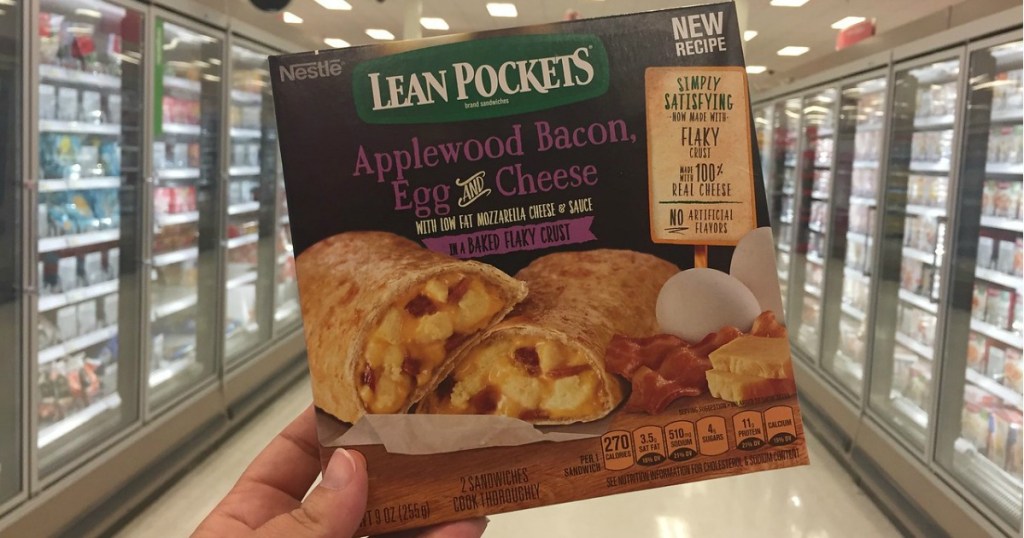 NEW
RECIPE
Nestlé®
LEAN POCKETS®
brand sandwiches
Applewood Bacon,
Egg AND Cheese
WITH LOW FAT MOZZARELLA CHEESE & SAUCE
IN A BAKED FLAKY CRUST
SIMPLY
SATISFYING
NOW MADE WITH
FLAKY
CRUST
MADE WITH 100%
REAL CHEESE
NO ARTIFICIAL
FLAVORS
PER 1
SANDWICH
270
CALORIES
3.5g
SAT FAT
510mg
SODIUM
4g
SUGARS
11g
PROTEIN
CALCIUM
SEE NUTRITION INFORMATION FOR CHOLESTEROL & SODIUM CONTENT
2 SANDWICHES
COOK THOROUGHLY
WT 9 OZ (255g)